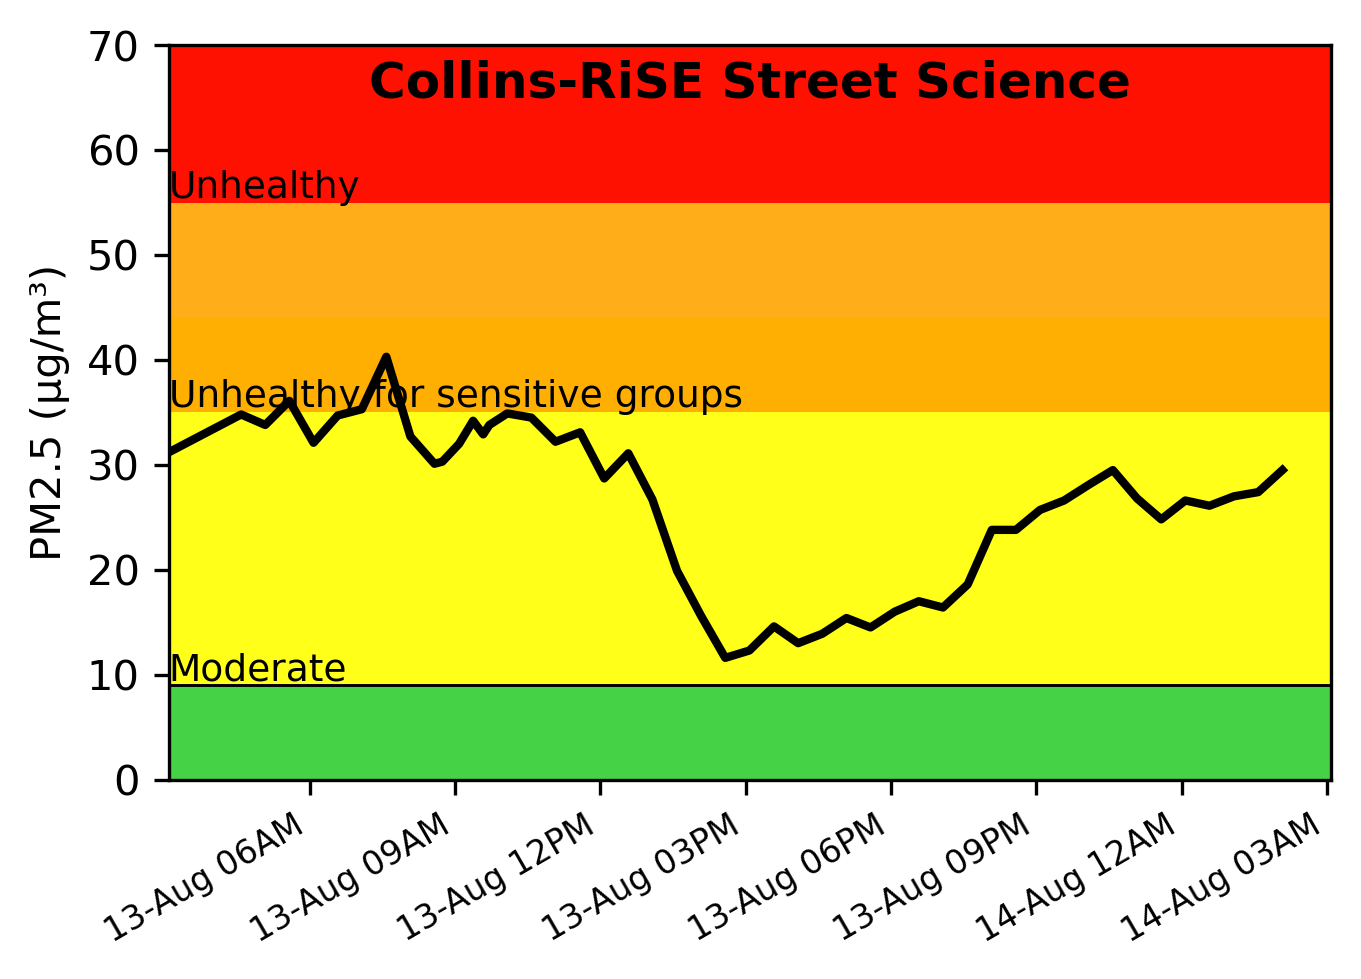 Collins-RiSE Street Science
70
60
50
40
30
20
10
0
PM2.5 (µg/m³)
Unhealthy
Unhealthy for sensitive groups
Moderate
13-Aug 06AM
13-Aug 09AM
13-Aug 12PM
13-Aug 03PM
13-Aug 06PM
13-Aug 09PM
14-Aug 12AM
14-Aug 03AM